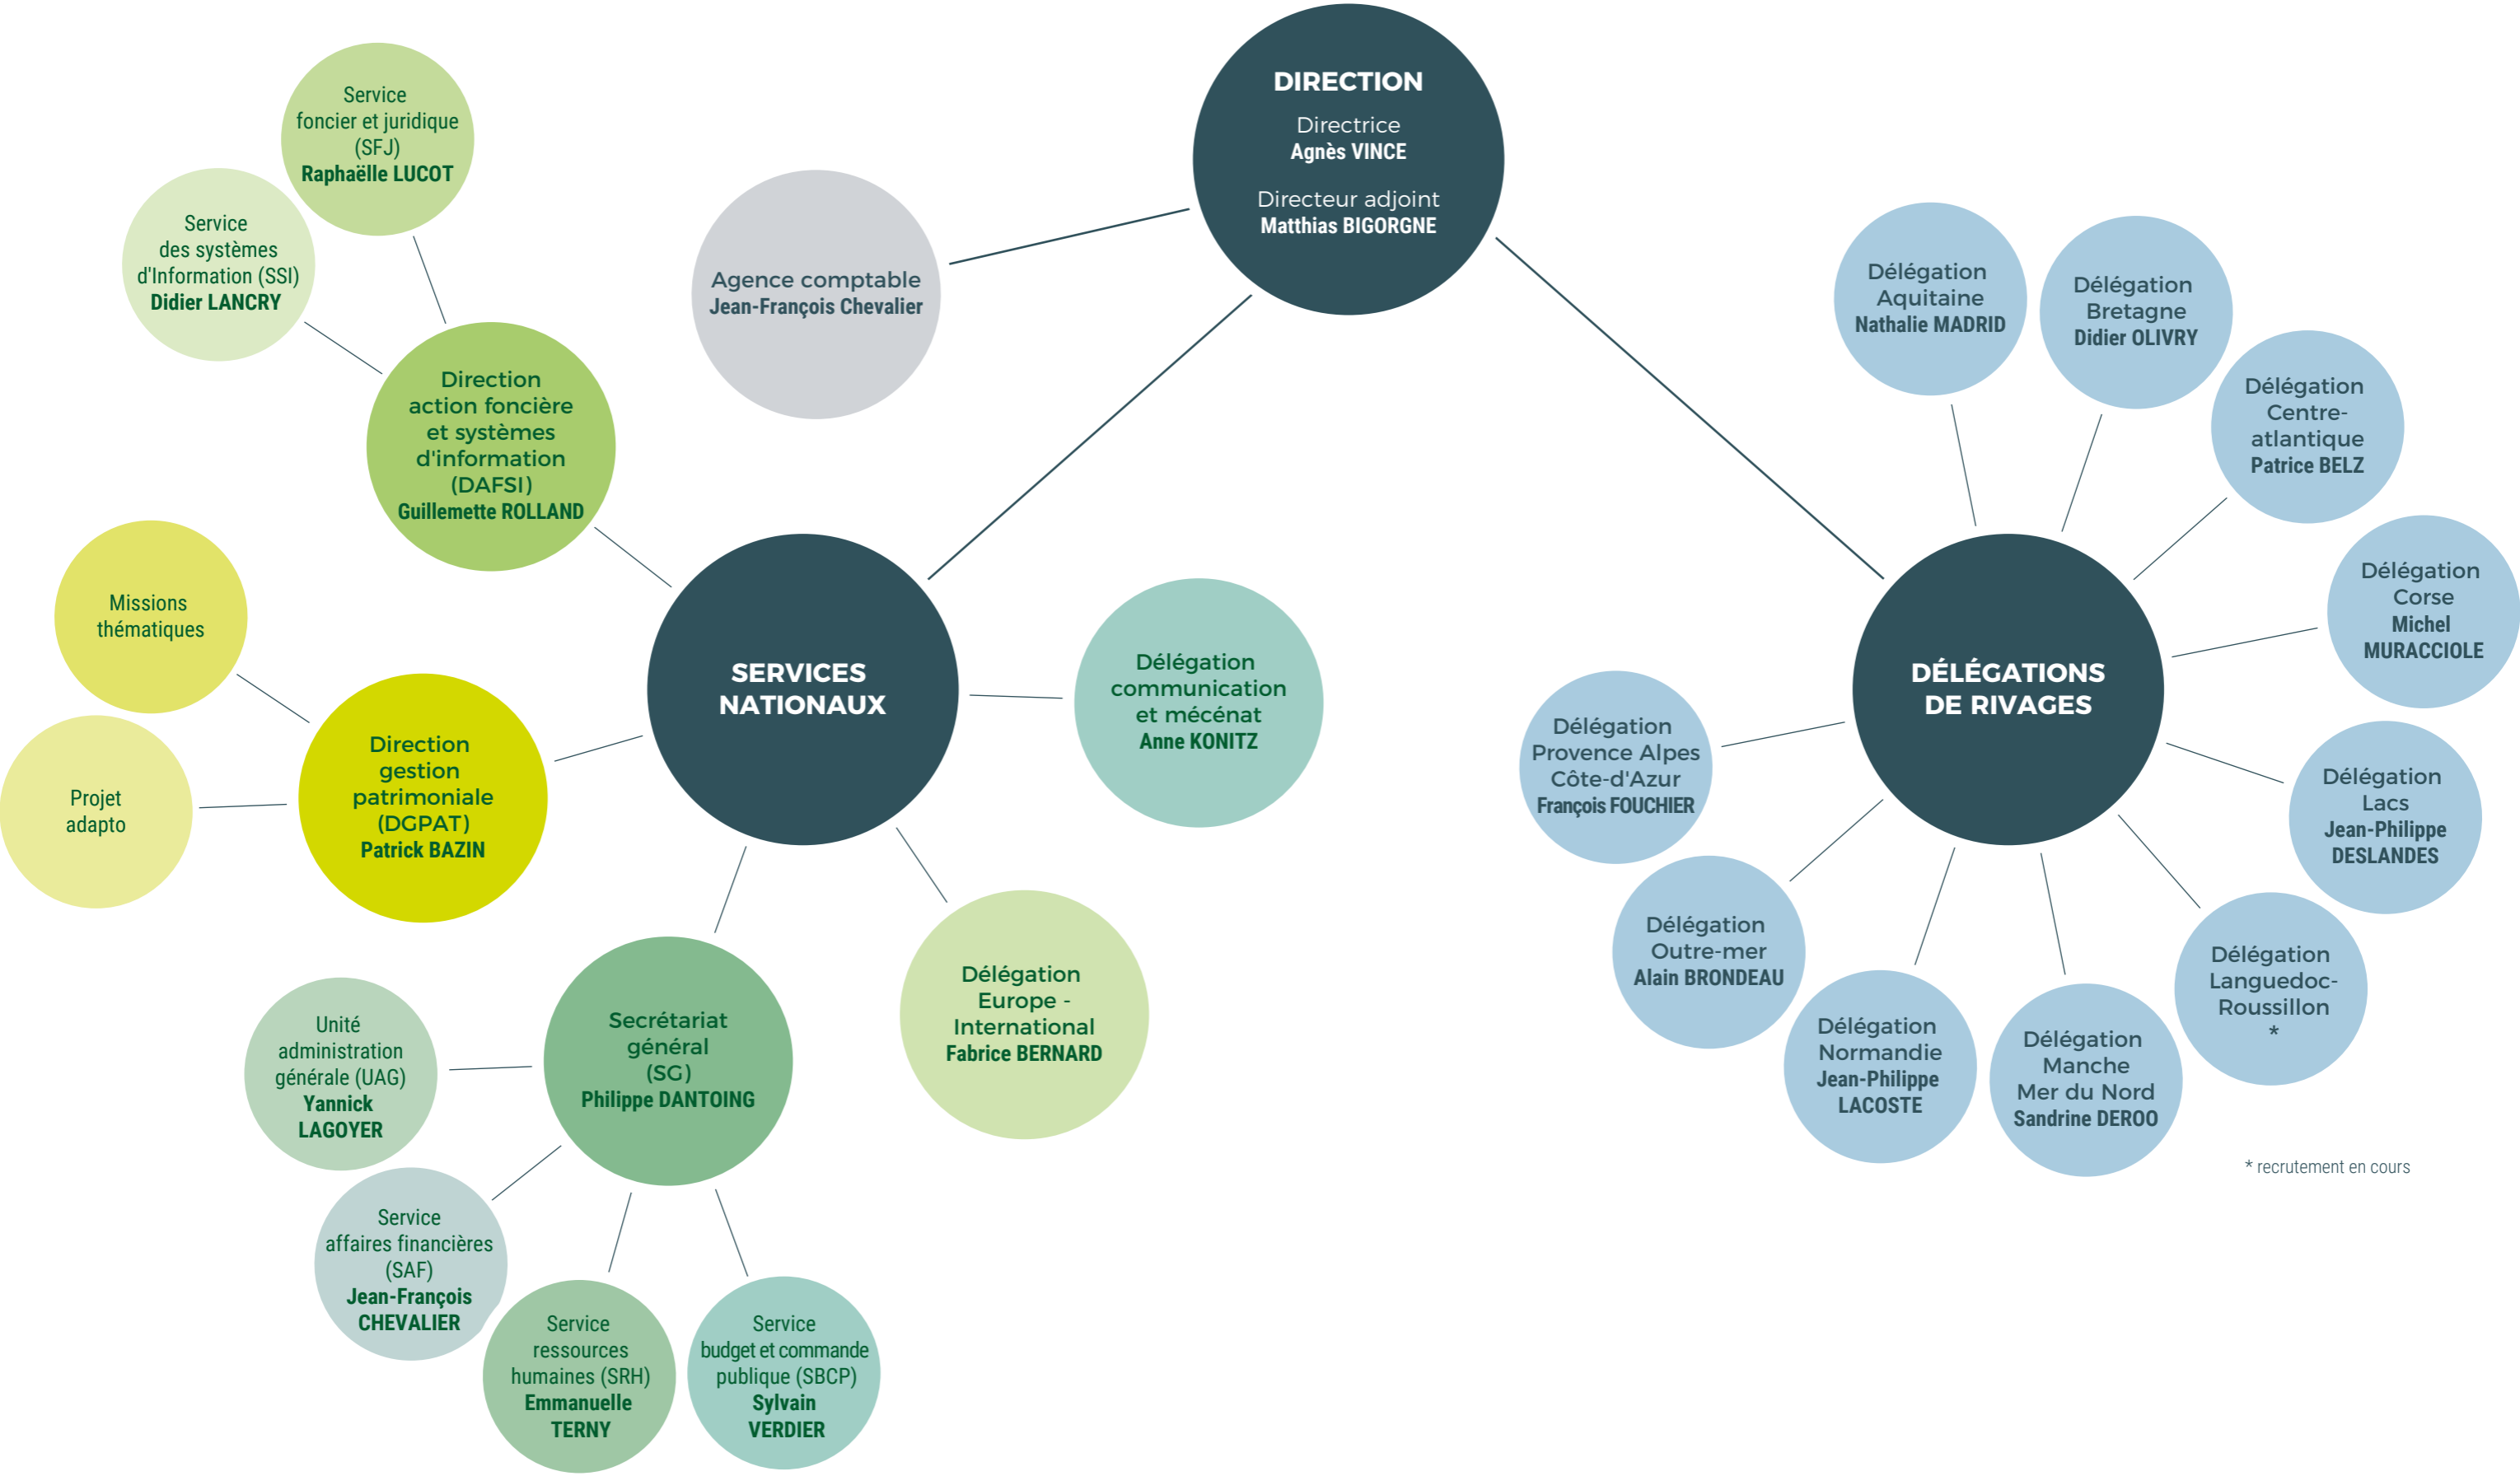 DIRECTION
Directrice
Agnès VINCE
Directeur adjoint
Matthias BIGORGNE
Agence comptable
Jean-François Chevalier
SERVICES
NATIONAUX
Service
foncier et juridique
(SFJ)
Raphaëlle LUCOT
Service
des systèmes
d'Information (SSI)
Didier LANCRY
Direction
action foncière
et systèmes
d'information
(DAFSI)
Guillemette ROLLAND
Missions
thématiques
Projet
adapto
Direction
gestion
patrimoniale
(DGPAT)
Patrick BAZIN
Délégation
communication
et mécénat
Anne KONITZ
Délégation
Europe -
International
Fabrice BERNARD
Secrétariat
général
(SG)
Philippe DANTOING
Unité
administration
générale (UAG)
Yannick
LAGOYER
Service
affaires financières
(SAF)
Jean-François
CHEVALIER
Service
ressources
humaines (SRH)
Emmanuelle
TERNY
Service
budget et commande
publique (SBCP)
Sylvain
VERDIER
DÉLÉGATIONS
DE RIVAGES
Délégation
Aquitaine
Nathalie MADRID
Délégation
Bretagne
Didier OLIVRY
Délégation
Centre-
atlantique
Patrice BELZ
Délégation
Corse
Michel
MURACCIOLE
Délégation
Lacs
Jean-Philippe
DESLANDES
Délégation
Languedoc-
Roussillon
*
Délégation
Manche
Mer du Nord
Sandrine DEROO
Délégation
Normandie
Jean-Philippe
LACOSTE
Délégation
Outre-mer
Alain BRONDEAU
Délégation
Provence Alpes
Côte-d'Azur
François FOUCHIER
* recrutement en cours